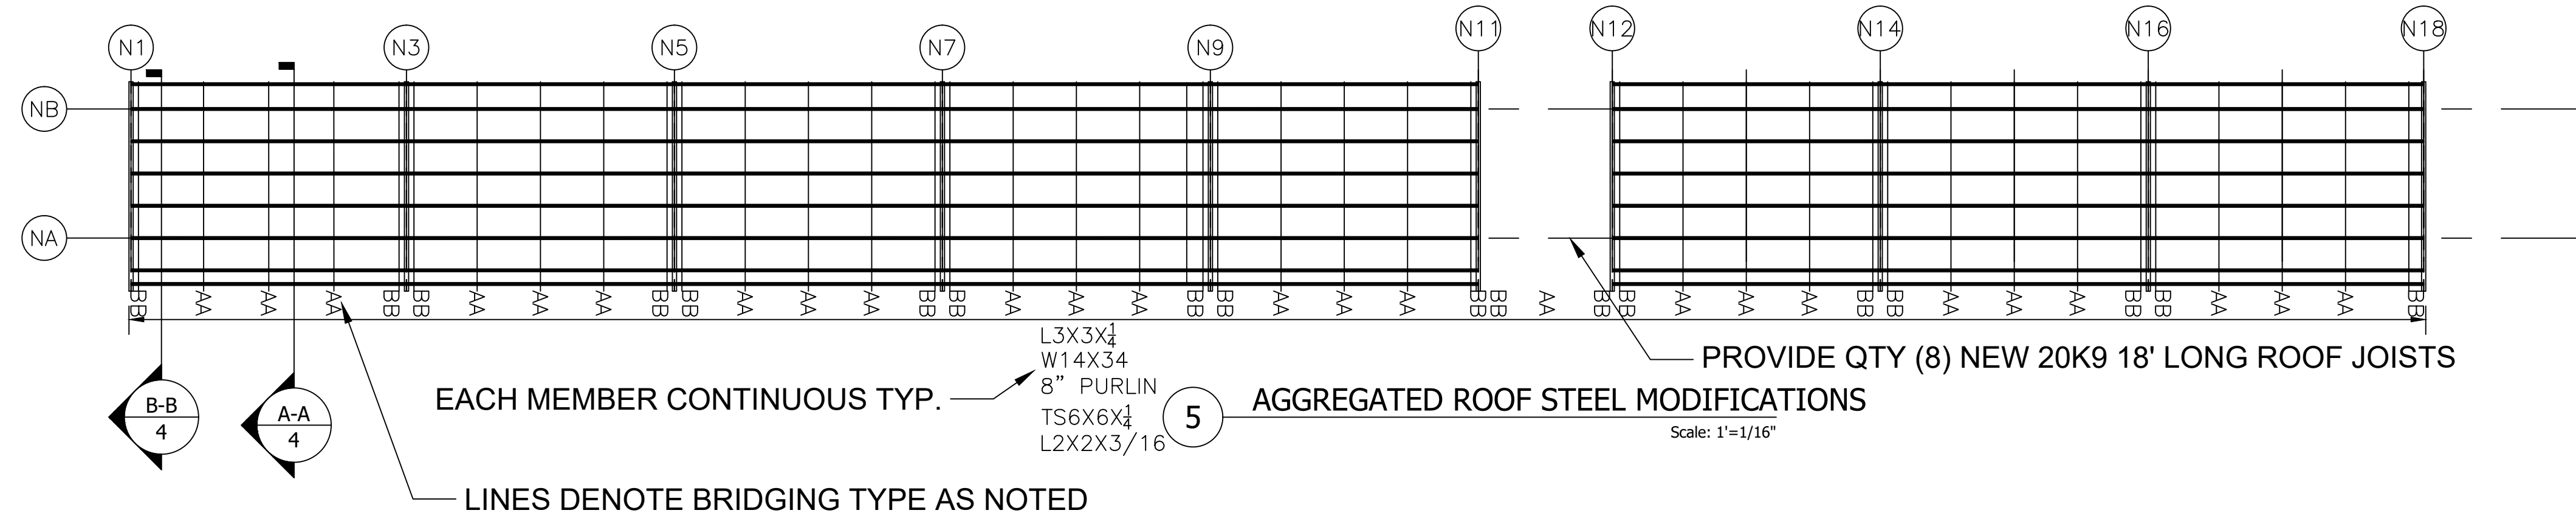 N1 N3 N5 N7 N9 N11 N12 N14 N16 N18
NB
NA
BB AA AA AA BB BB AA AA AA BB BB AA AA AA BB BB AA AA AA BB BB AA AA AA BB BB AA BB BB AA AA AA BB BB AA AA AA BB BB AA AA AA BB
L3X3X1/4
W14X34
8" PURLIN
TS6X6X1/4
L2X2X3/16
EACH MEMBER CONTINUOUS TYP.
PROVIDE QTY (8) NEW 20K9 18' LONG ROOF JOISTS
5 AGGREGATED ROOF STEEL MODIFICATIONS
Scale: 1'=1/16"
B-B
4
A-A
4
LINES DENOTE BRIDGING TYPE AS NOTED